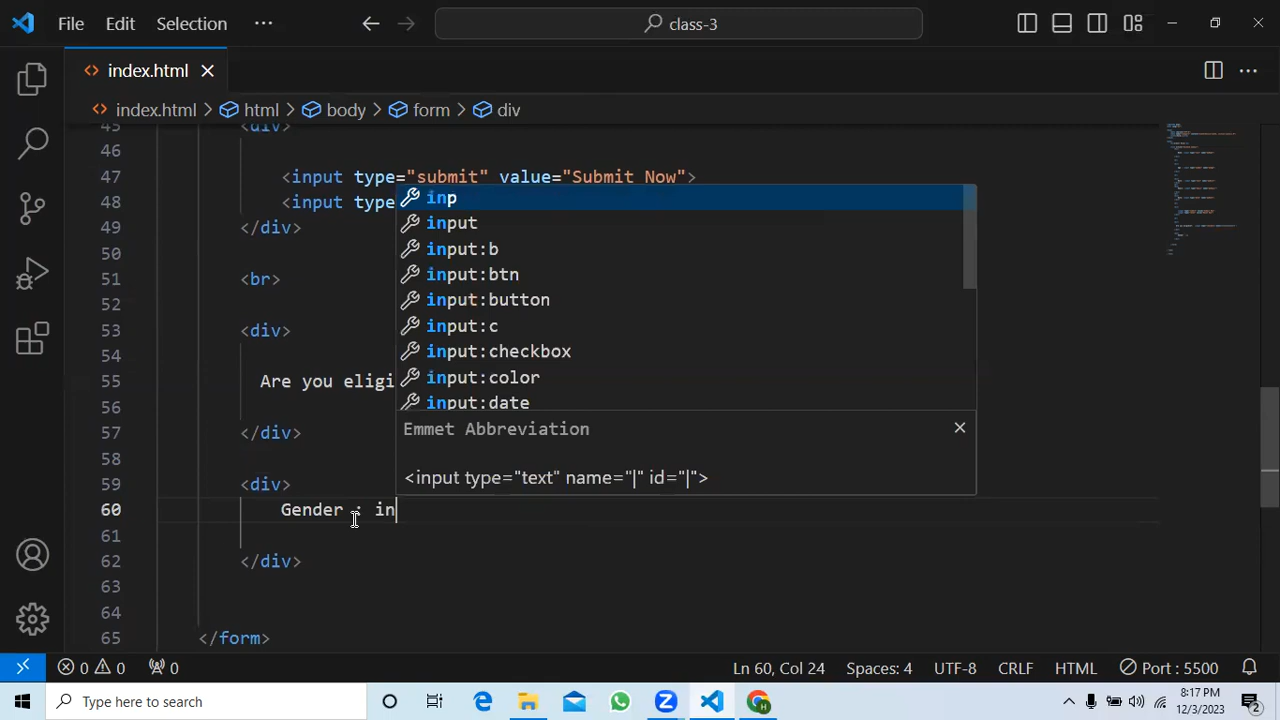 File Edit Selection ··· class-3
index.html
index.html > html > body > form > div
45 <div>
46
47 <input type="submit" value="Submit Now">
48 <input type
49 </div>
50
51 <br>
52
53 <div>
54
55 Are you eligi
56
57 </div>
58
59 <div>
60 Gender : in
61
62 </div>
63
64
65 </form>
inp
input
input:b
input:btn
input:button
input:c
input:checkbox
input:color
input:date
Emmet Abbreviation
<input type="text" name="|" id="|">
0 0 0 Ln 60, Col 24 Spaces: 4 UTF-8 CRLF HTML Port : 5500
Type here to search
8:17 PM
12/3/2023
2